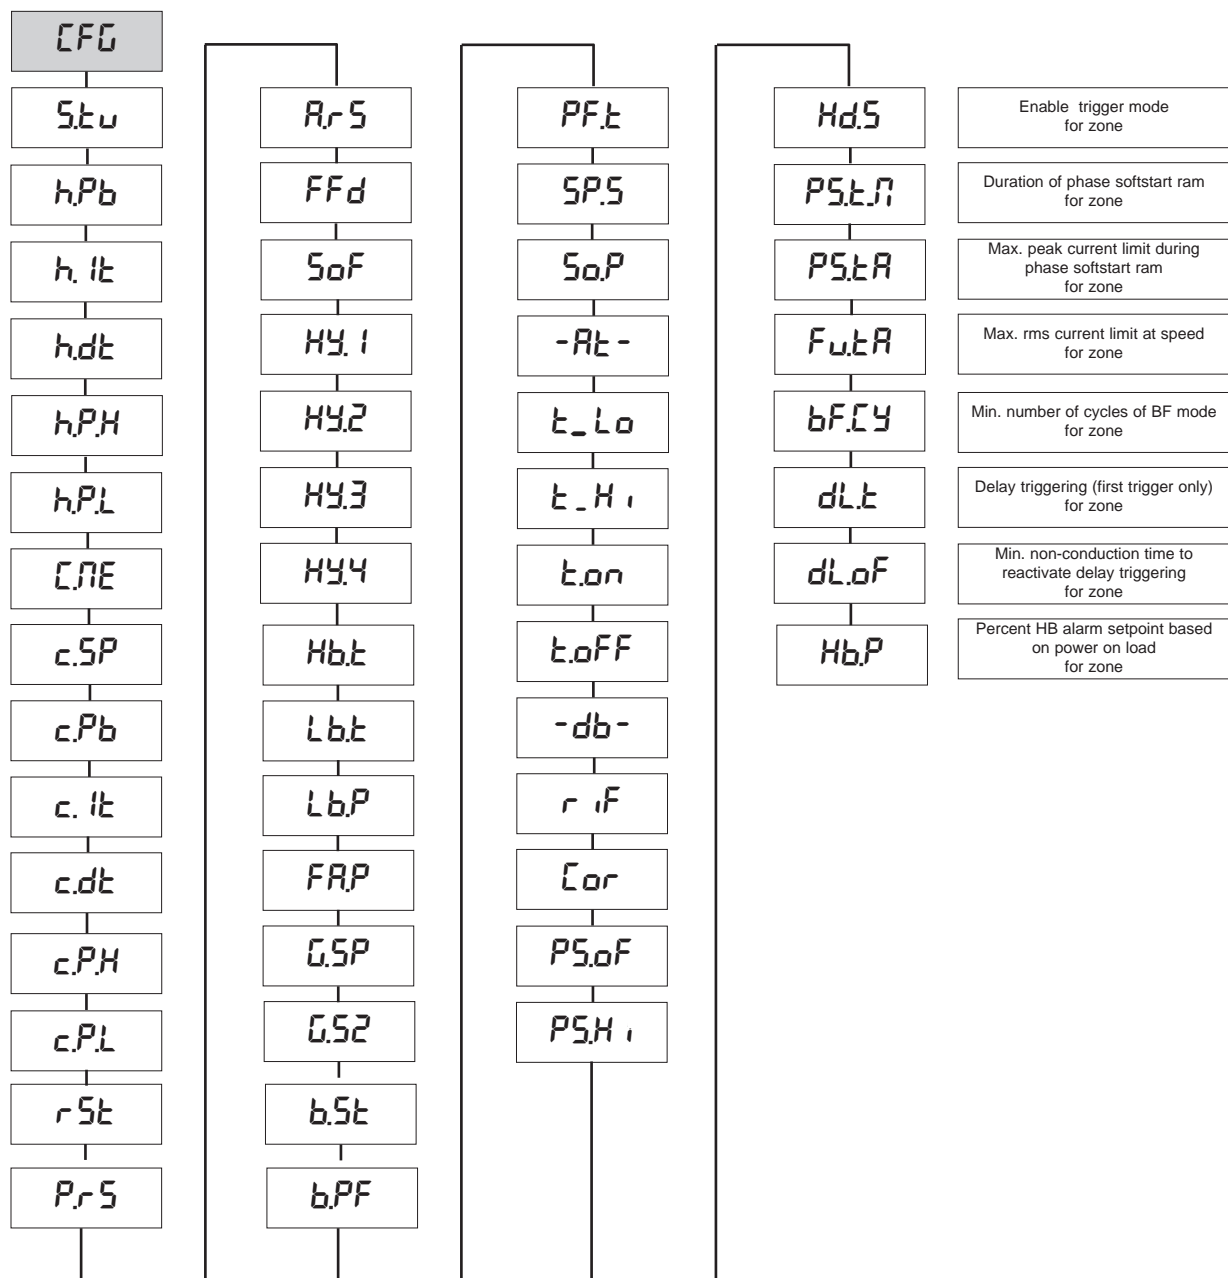 CFG
S.tu
h.Pb
h.It
h.dt
h.P.H
h.P.L
C.ME
c.SP
c.Pb
c.It
c.dt
c.P.H
c.P.L
rSt
P.rS
A.rS
FFd
SoF
HY.1
HY.2
HY.3
HY.4
Hb.t
Lb.t
Lb.P
FA.P
G.SP
G.S2
b.St
b.PF
PF.t
SP.S
So.P
-At-
t_Lo
t_Hi
t.on
t.oFF
-db-
riF
Cor
PS.oF
PS.Hi
Hd.S
Enable trigger mode
for zone
PS.t.M
Duration of phase softstart ram
for zone
PS.tA
Max. peak current limit during
phase softstart ram
for zone
Fu.tA
Max. rms current limit at speed
for zone
bF.CY
Min. number of cycles of BF mode
for zone
dL.t
Delay triggering (first trigger only)
for zone
dL.oF
Min. non-conduction time to
reactivate delay triggering
for zone
Hb.P
Percent HB alarm setpoint based
on power on load
for zone